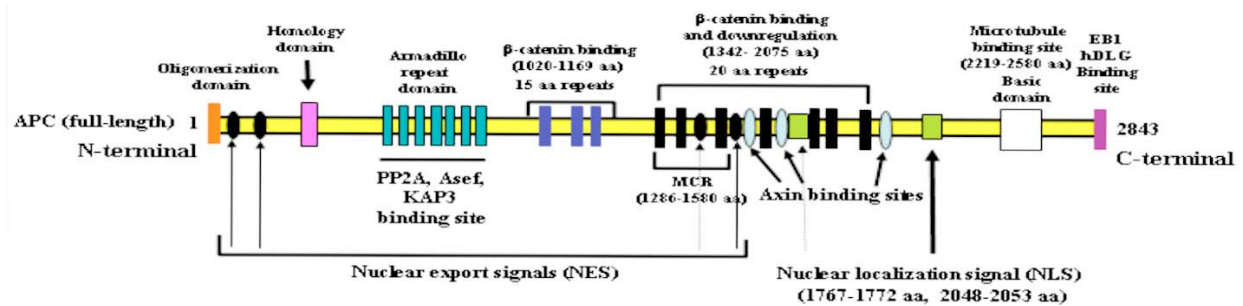 Oligomerization
domain
Homology
domain
Armadillo
repeat
domain
β-catenin binding
(1020-1169 aa)
15 aa repeats
β-catenin binding
and downregulation
(1342- 2075 aa)
20 aa repeats
Microtubule
binding site
(2219-2580 aa)
Basic
domain
EB1
hDLG
Binding
site
APC (full-length) 1
N-terminal
2843
C-terminal
PP2A, Asef,
KAP3
binding site
MCR
(1286-1580 aa)
Axin binding sites
Nuclear export signals (NES)
Nuclear localization signal (NLS)
(1767-1772 aa, 2048-2053 aa)